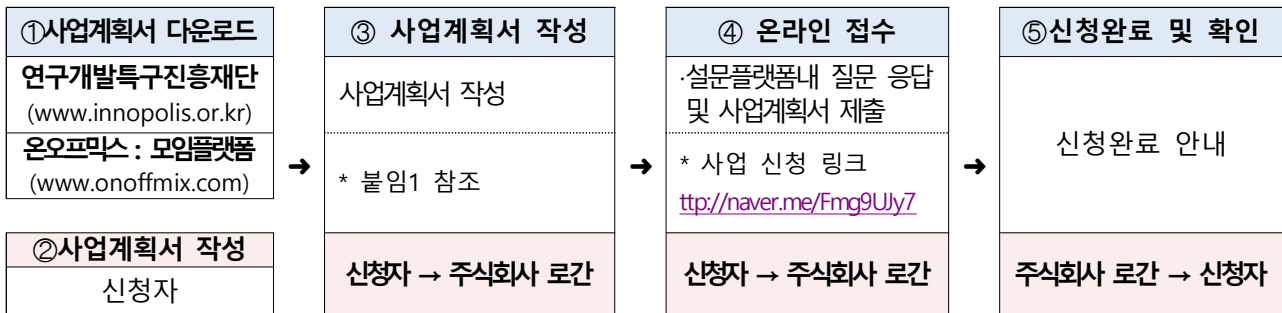 ①사업계획서 다운로드
연구개발특구진흥재단
(www.innopolis.or.kr)
온오프믹스 : 모임플랫폼
(www.onoffmix.com)
②사업계획서 작성
신청자
➜
③ 사업계획서 작성
사업계획서 작성
* 붙임1 참조
신청자 → 주식회사 로간
➜
④ 온라인 접수
·설문플랫폼내 질문 응답
및 사업계획서 제출
* 사업 신청 링크
ttp://naver.me/Fmg9UJy7
신청자 → 주식회사 로간
➜
⑤신청완료 및 확인
신청완료 안내
주식회사 로간 → 신청자